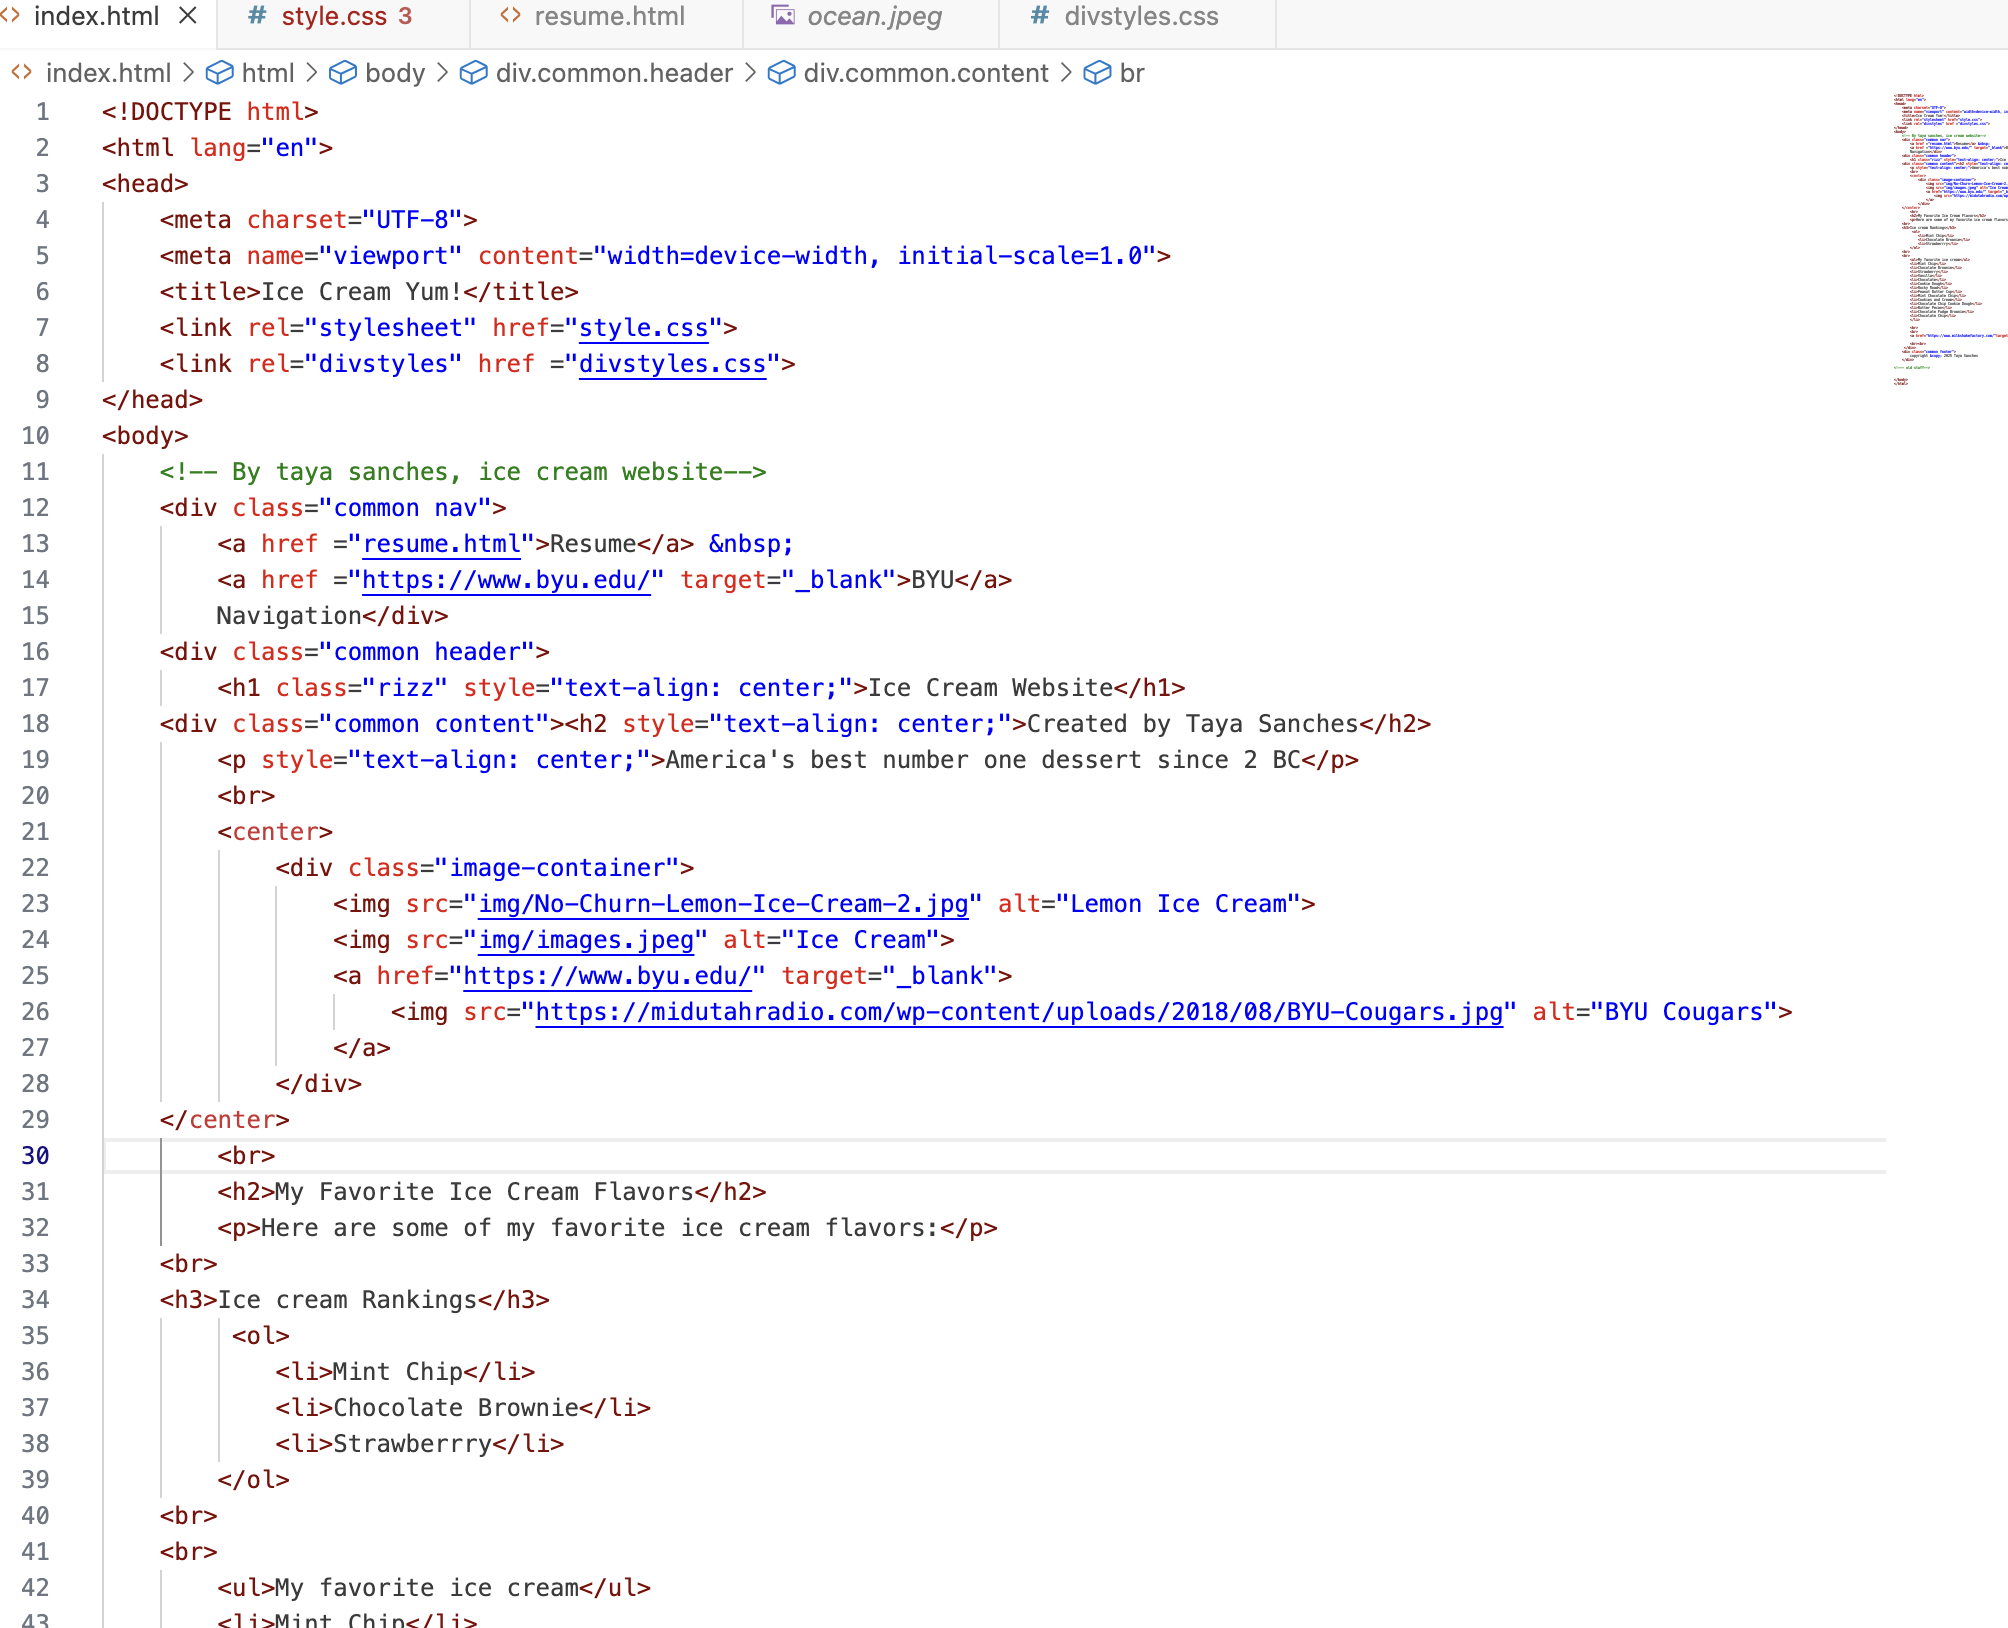 index.html
style.css 3
resume.html
ocean.jpeg
divstyles.css
index.html > html > body > div.common.header > div.common.content > br
1 <!DOCTYPE html>
2 <html lang="en">
3 <head>
4 <meta charset="UTF-8">
5 <meta name="viewport" content="width=device-width, initial-scale=1.0">
6 <title>Ice Cream Yum!</title>
7 <link rel="stylesheet" href="style.css">
8 <link rel="divstyles" href ="divstyles.css">
9 </head>
10 <body>
11 <!-- By taya sanches, ice cream website-->
12 <div class="common nav">
13 <a href ="resume.html">Resume</a> &nbsp;
14 <a href ="https://www.byu.edu/" target="_blank">BYU</a>
15 Navigation</div>
16 <div class="common header">
17 <h1 class="rizz" style="text-align: center;">Ice Cream Website</h1>
18 <div class="common content"><h2 style="text-align: center;">Created by Taya Sanches</h2>
19 <p style="text-align: center;">America's best number one dessert since 2 BC</p>
20 <br>
21 <center>
22 <div class="image-container">
23 <img src="img/No-Churn-Lemon-Ice-Cream-2.jpg" alt="Lemon Ice Cream">
24 <img src="img/images.jpeg" alt="Ice Cream">
25 <a href="https://www.byu.edu/" target="_blank">
26 <img src="https://midutahradio.com/wp-content/uploads/2018/08/BYU-Cougars.jpg" alt="BYU Cougars">
27 </a>
28 </div>
29 </center>
30 <br>
31 <h2>My Favorite Ice Cream Flavors</h2>
32 <p>Here are some of my favorite ice cream flavors:</p>
33 <br>
34 <h3>Ice cream Rankings</h3>
35 <ol>
36 <li>Mint Chip</li>
37 <li>Chocolate Brownie</li>
38 <li>Strawberrry</li>
39 </ol>
40 <br>
41 <br>
42 <ul>My favorite ice cream</ul>
43 <li>Mint Chip</li>